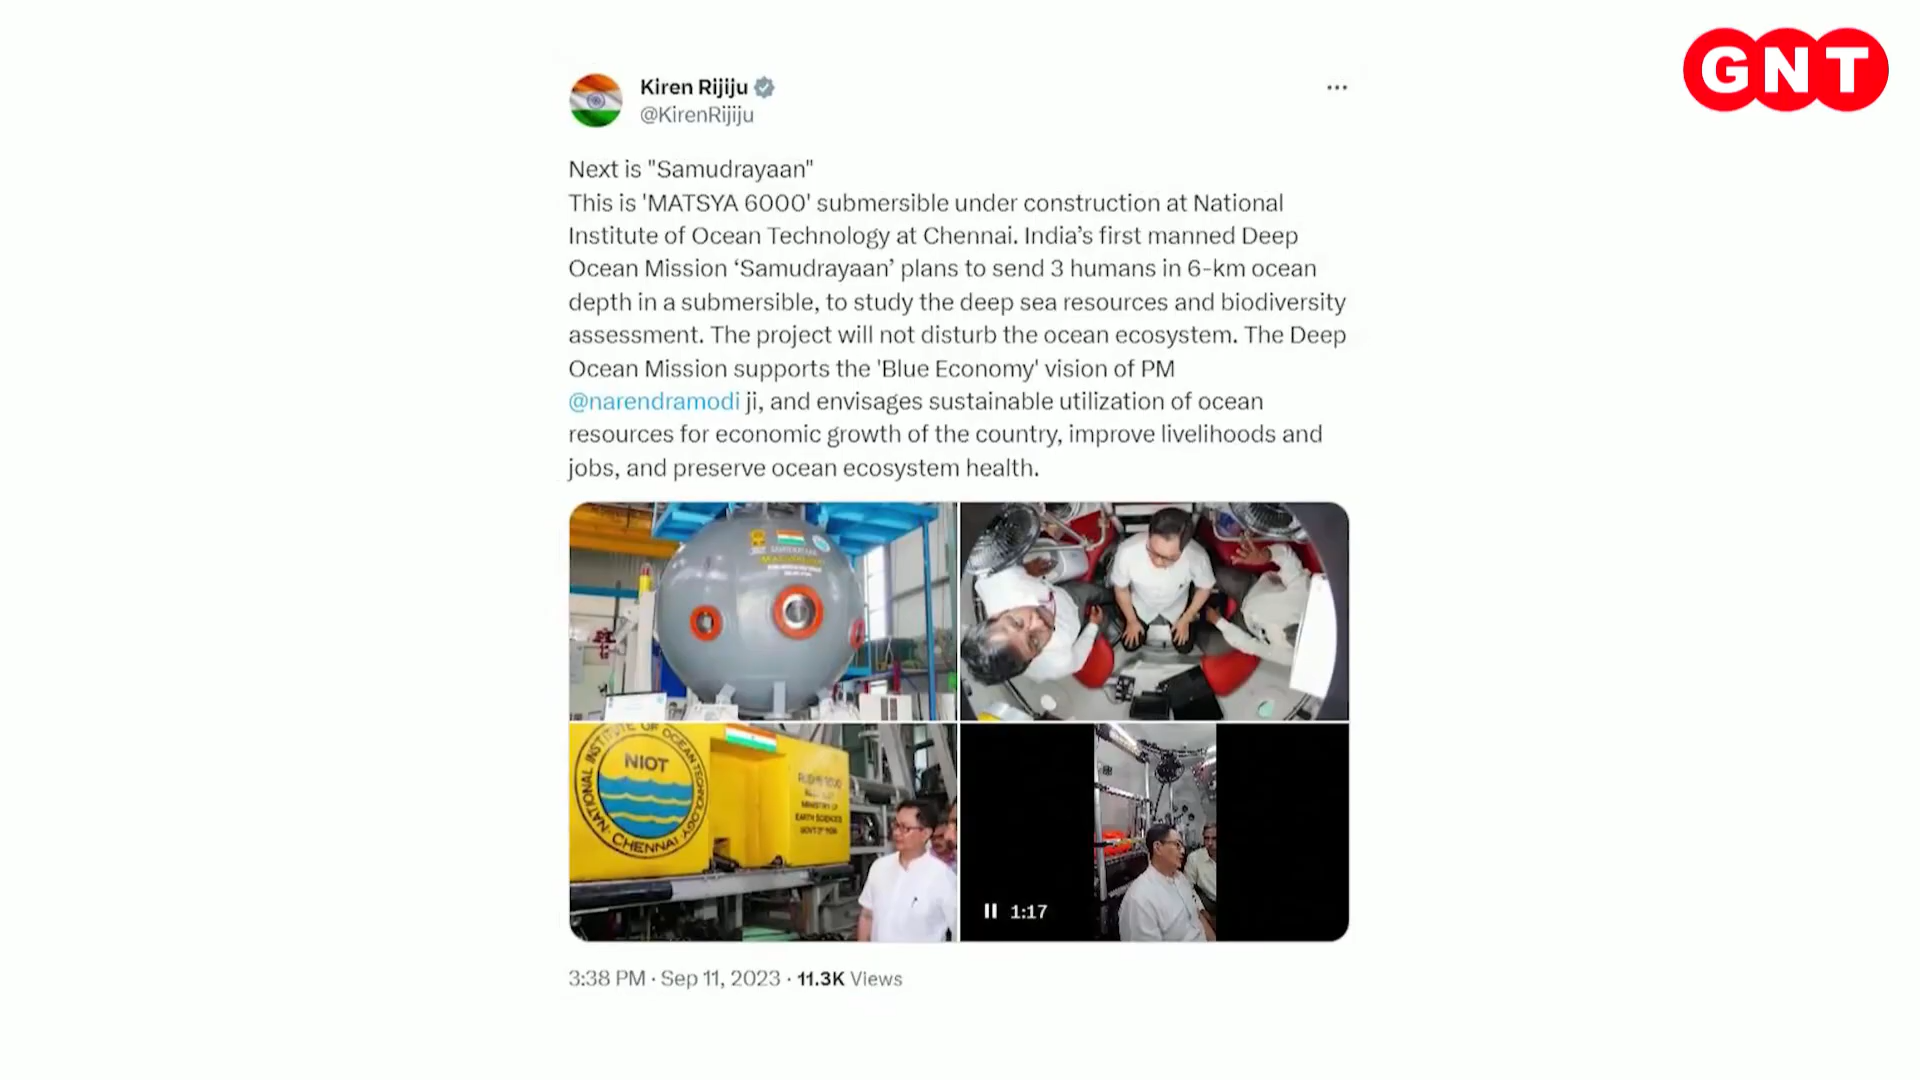 GNT
Kiren Rijiju
@KirenRijiju
Next is "Samudrayaan"
This is 'MATSYA 6000' submersible under construction at National
Institute of Ocean Technology at Chennai. India’s first manned Deep
Ocean Mission ‘Samudrayaan’ plans to send 3 humans in 6-km ocean
depth in a submersible, to study the deep sea resources and biodiversity
assessment. The project will not disturb the ocean ecosystem. The Deep
Ocean Mission supports the 'Blue Economy' vision of PM
@narendramodi ji, and envisages sustainable utilization of ocean
resources for economic growth of the country, improve livelihoods and
jobs, and preserve ocean ecosystem health.
NATIONAL INSTITUTE OF OCEAN TECHNOLOGY
NIOT
CHENNAI
MINISTRY OF
EARTH SCIENCES
1:17
3:38 PM · Sep 11, 2023 · 11.3K Views